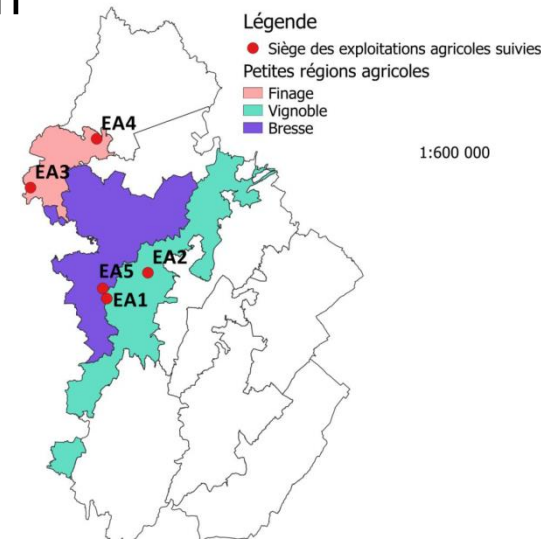 Légende
Siège des exploitations agricoles suivies
Petites régions agricoles
Finage
Vignoble
Bresse
1:600 000
EA4
EA3
EA2
EA5
EA1